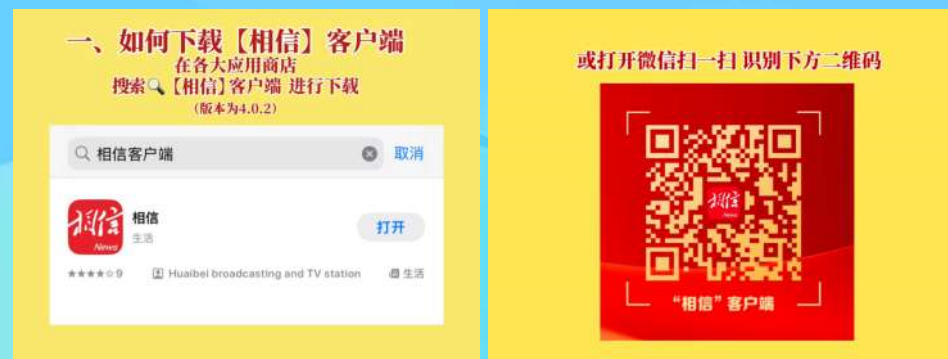 一、如何下载【相信】客户端
在各大应用商店
搜索🔍【相信】客户端 进行下载
（版本为4.0.2）
相信客户端
取消
相信
News
相信
生活
打开
★★★★☆9
Huaibei broadcasting and TV station
生活
或打开微信扫一扫 识别下方二维码
相信
News
“相信”客户端